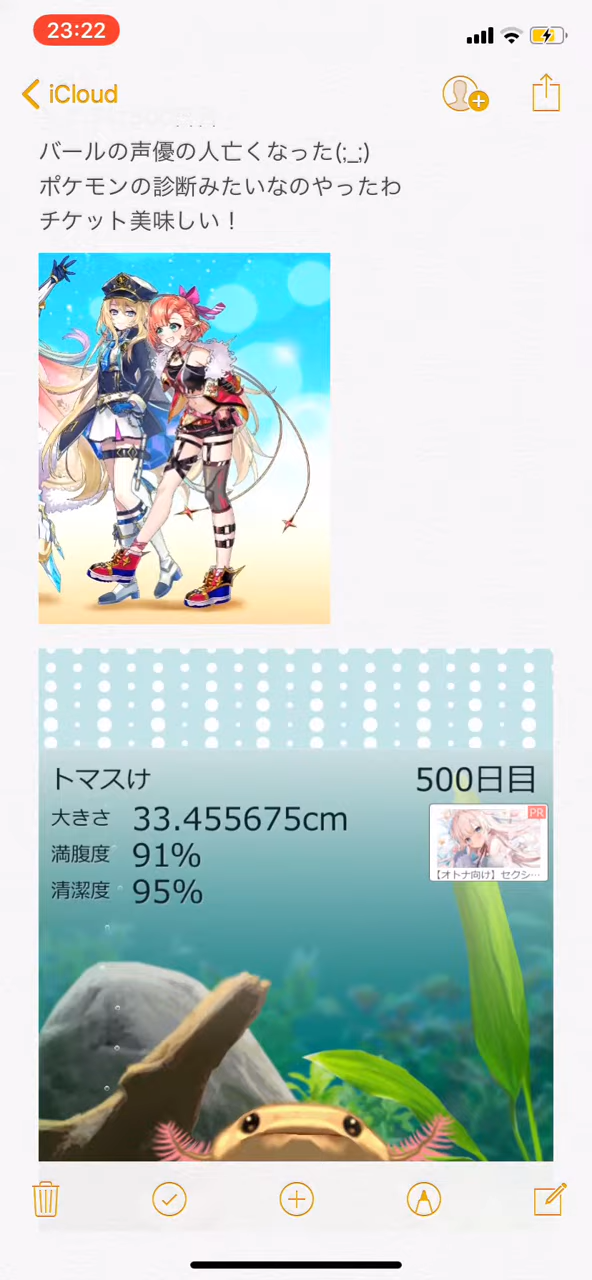 23:22
iCloud
バールの声優の人亡くなった(;_;)
ポケモンの診断みたいなのやったわ
チケット美味しい！
トマスけ
500日目
大きさ 33.455675cm
満腹度 91%
清潔度 95%
PR
【オトナ向け】セクシ…